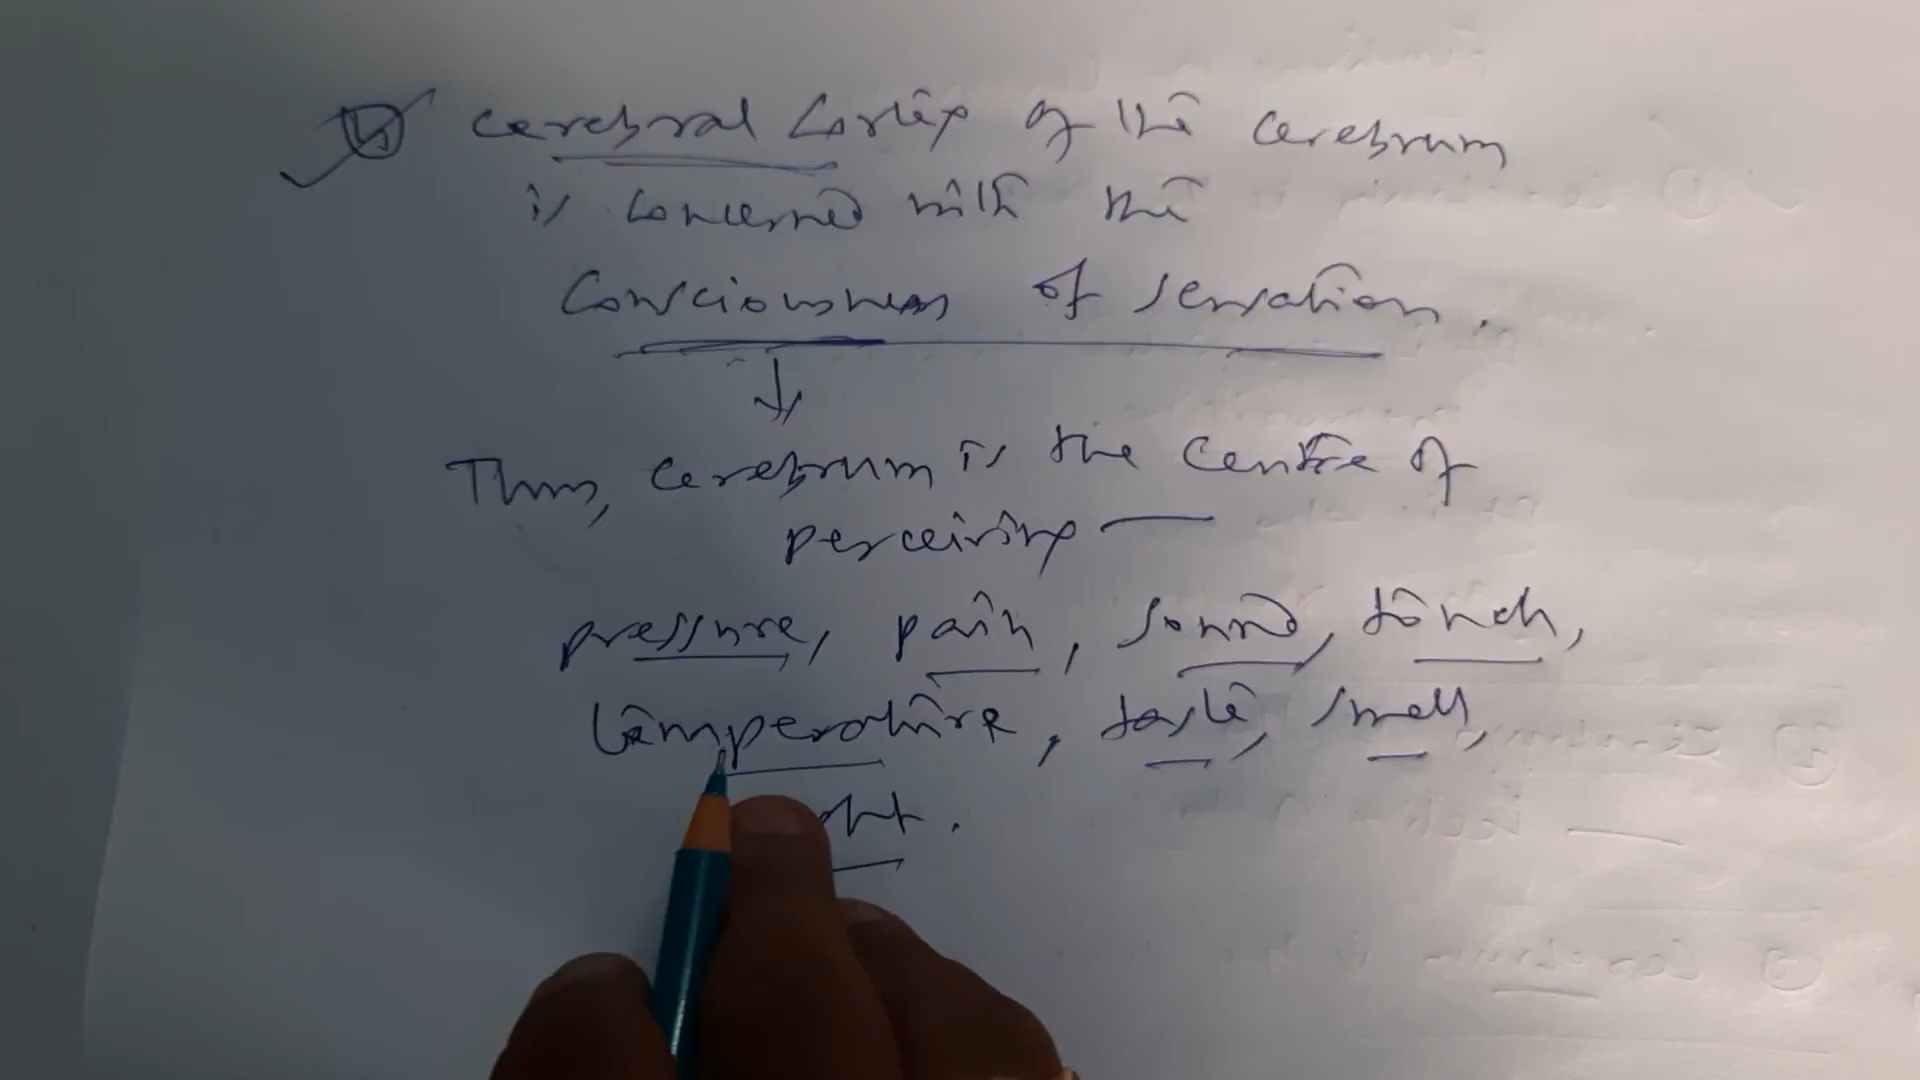 Cerebral Cortex of the Cerebrum
is concerned with the
Consciousness of sensation.
Thus, Cerebrum is the Centre of
perceiving —
pressure, pain, sound, touch,
temperature, taste, smell,